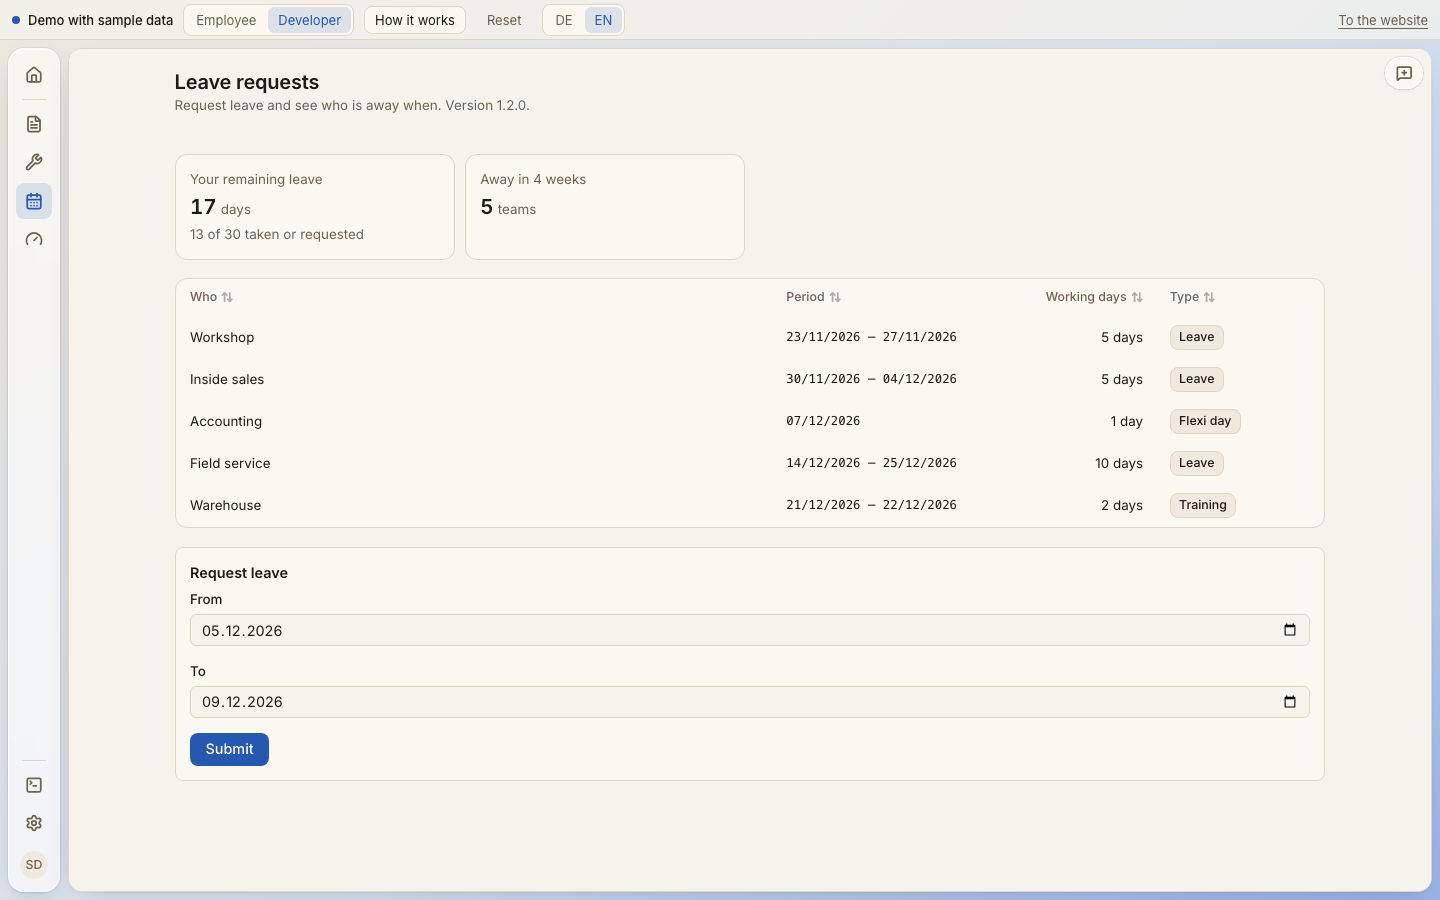 Demo with sample data Employee Developer How it works Reset DE EN To the website
Leave requests
Request leave and see who is away when. Version 1.2.0.
Your remaining leave
17 days
13 of 30 taken or requested
Away in 4 weeks
5 teams
Who Period Working days Type
Workshop 23/11/2026 – 27/11/2026 5 days Leave
Inside sales 30/11/2026 – 04/12/2026 5 days Leave
Accounting 07/12/2026 1 day Flexi day
Field service 14/12/2026 – 25/12/2026 10 days Leave
Warehouse 21/12/2026 – 22/12/2026 2 days Training
Request leave
From
05.12.2026
To
09.12.2026
Submit
SD